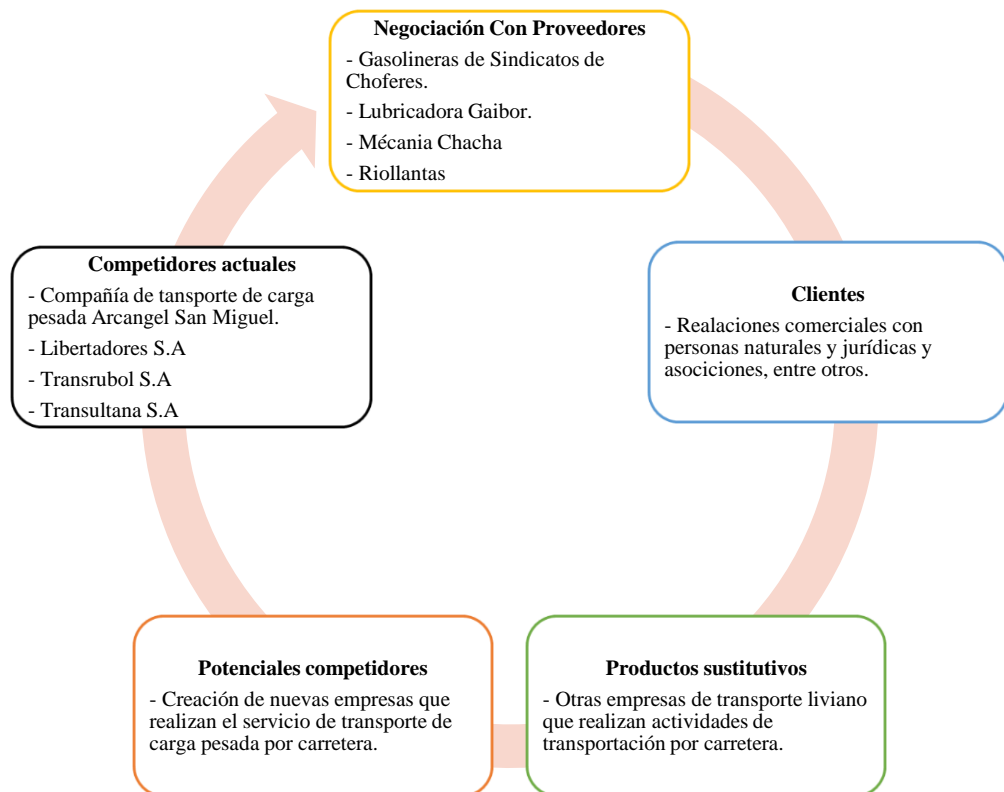 Negociación Con Proveedores
- Gasolineras de Sindicatos de
Choferes.
- Lubricadora Gaibor.
- Mécania Chacha
- Riollantas
Clientes
- Realaciones comerciales con
personas naturales y jurídicas y
asociciones, entre otros.
Productos sustitutivos
- Otras empresas de transporte liviano
que realizan actividades de
transportación por carretera.
Potenciales competidores
- Creación de nuevas empresas que
realizan el servicio de transporte de
carga pesada por carretera.
Competidores actuales
- Compañía de tansporte de carga
pesada Arcangel San Miguel.
- Libertadores S.A
- Transrubol S.A
- Transultana S.A